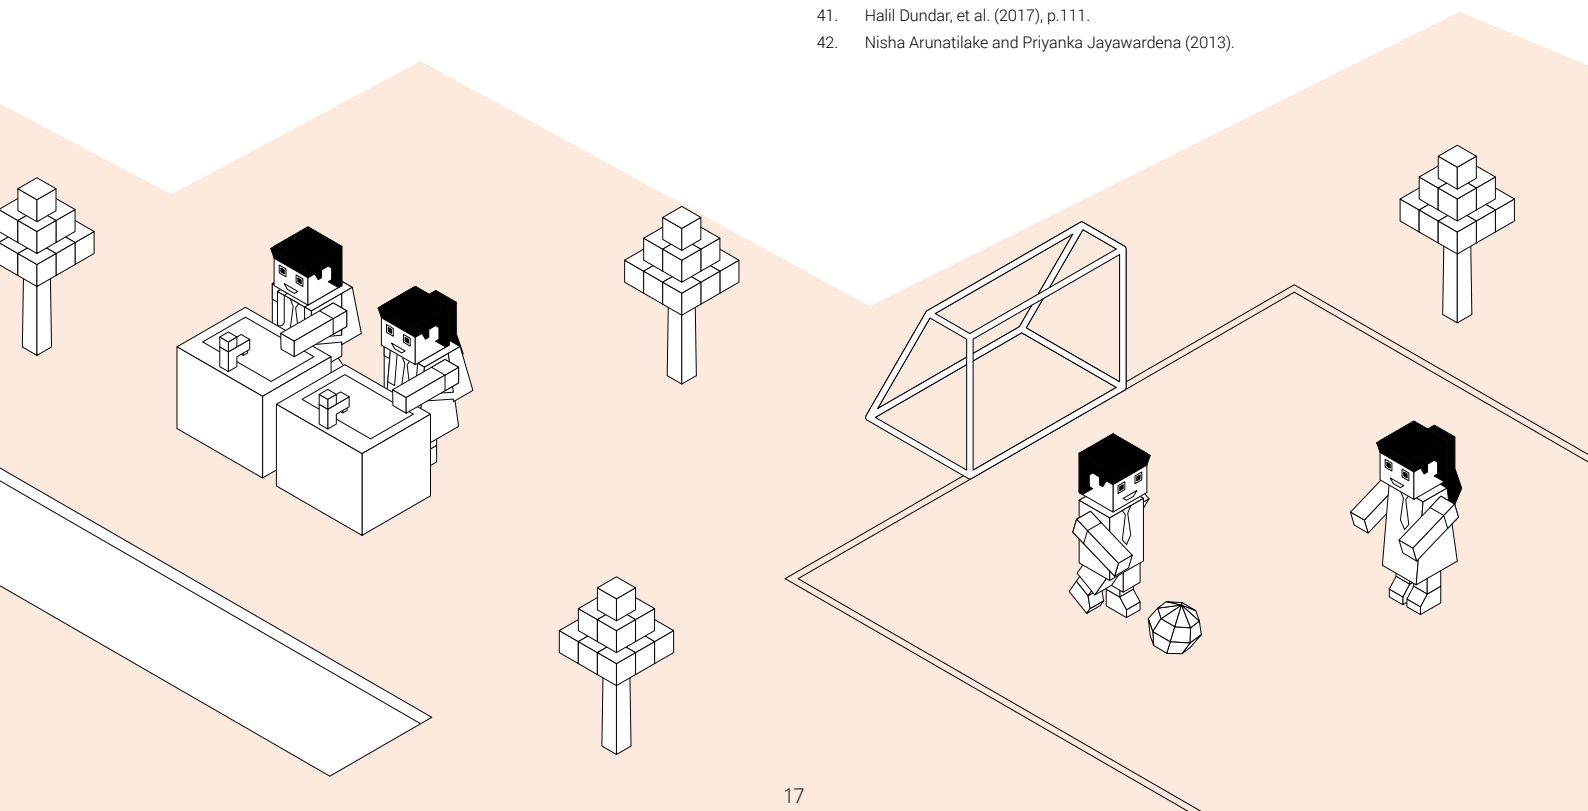 41. Halil Dundar, et al. (2017), p.111.
42. Nisha Arunatilake and Priyanka Jayawardena (2013).
17